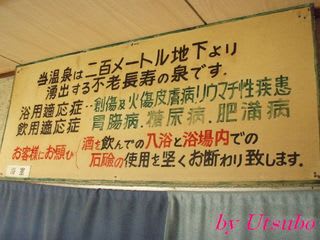 当温泉は二百メートル地下より
湧出する不老長寿の泉です.
浴用適応症--創傷及火傷皮膚病リウマチ性疾患
飲用適応症--胃腸病.糖尿病.肥満病
お客様にお願い
酒を飲んでの入浴と浴場内での
石鹸の使用を堅くお断わり致します.
by Utsubo